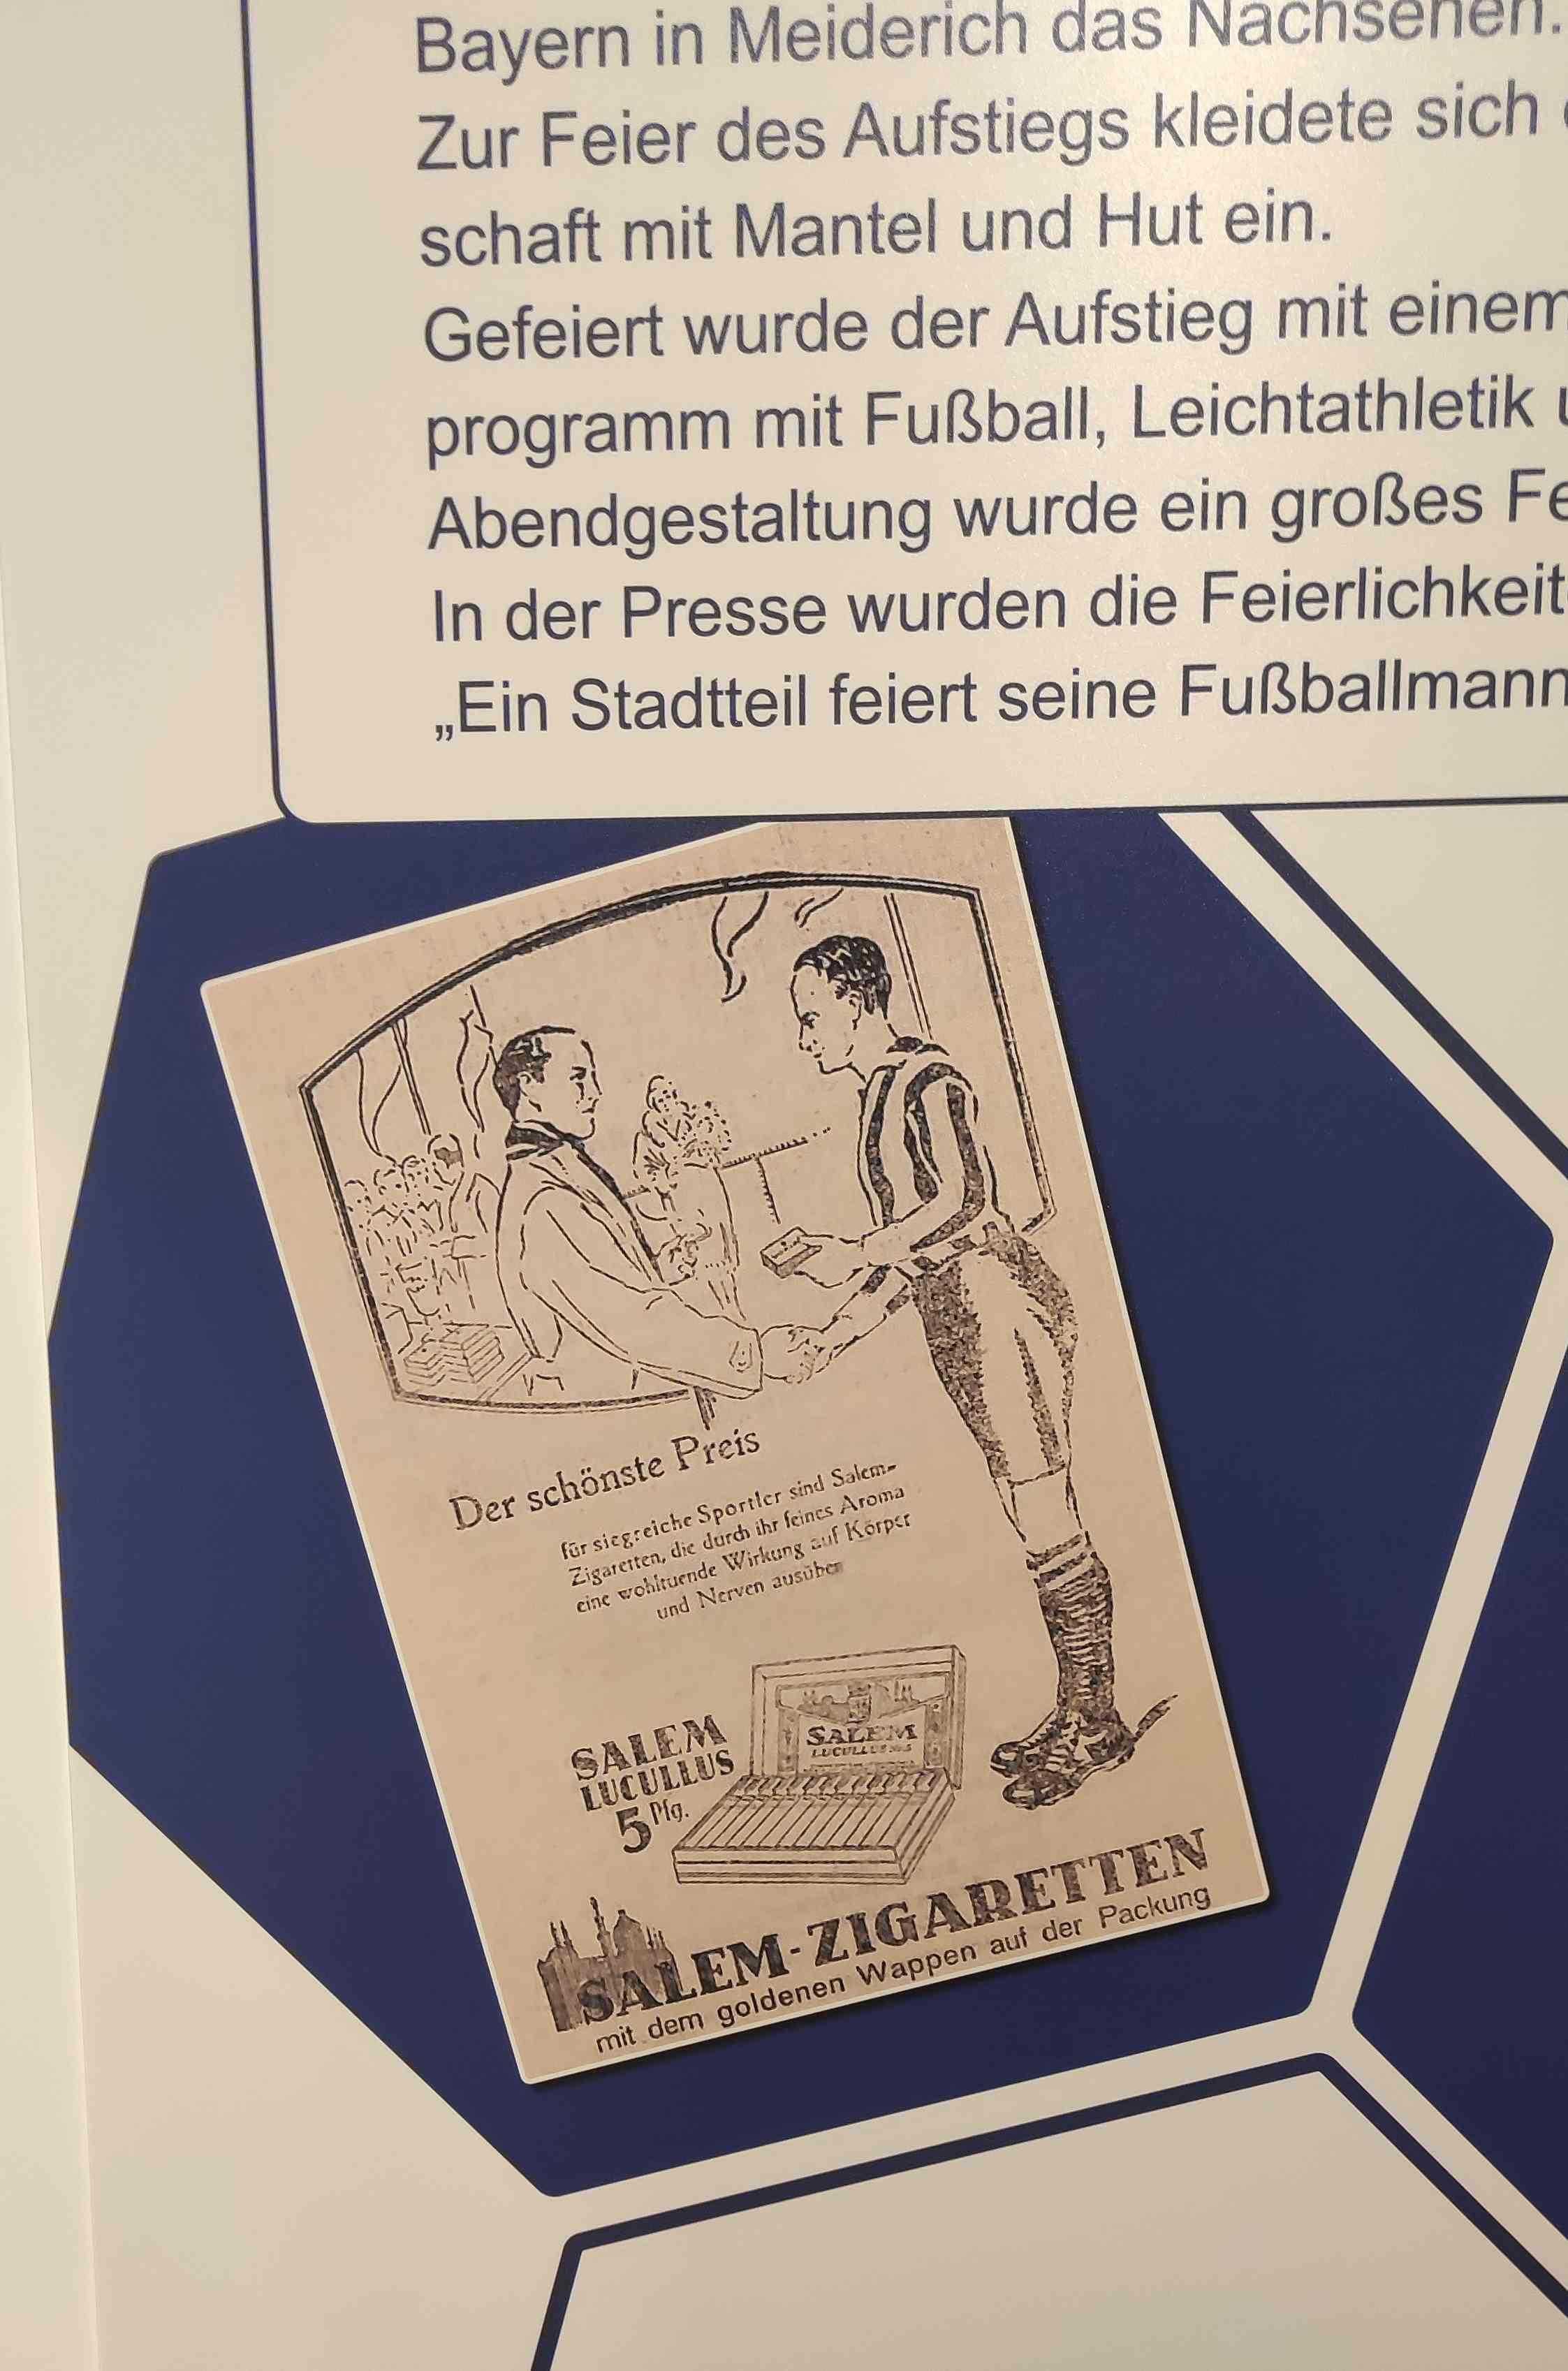 Bayern in Meiderich das Nachsehen.
Zur Feier des Aufstiegs kleidete sich
schaft mit Mantel und Hut ein.
Gefeiert wurde der Aufstieg mit einem
programm mit Fußball, Leichtathletik
Abendgestaltung wurde ein großes Fe
In der Presse wurden die Feierlichkeit
„Ein Stadtteil feiert seine Fußballmann
Der schönste Preis
für siegreiche Sportler sind Salem-
Zigaretten, die durch ihr feines Aroma
eine wohltuende Wirkung auf Körper
und Nerven ausüben
SALEM
LUCULLUS
5 Pfg.
SALEM
LUCULLUS No 5
SALEM-ZIGARETTEN
mit dem goldenen Wappen auf der Packung